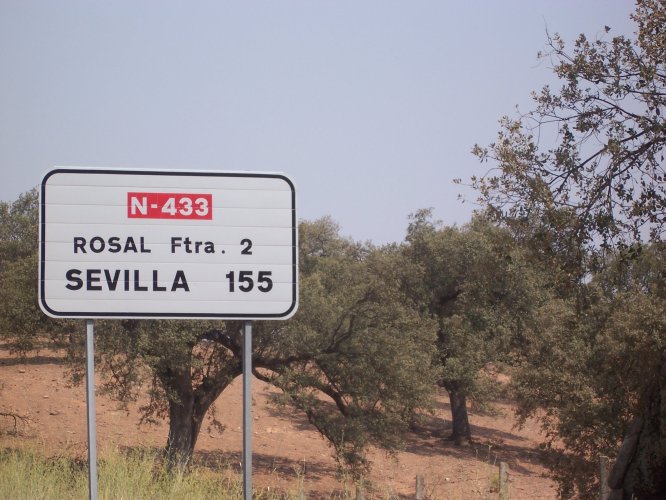 N-433
ROSAL Ftra. 2
SEVILLA 155